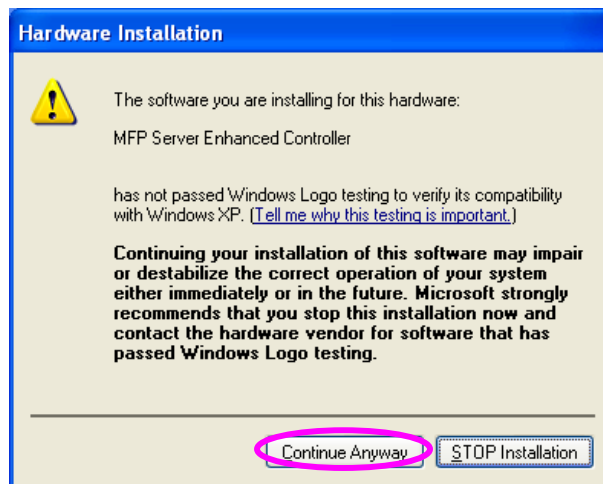 Hardware Installation
The software you are installing for this hardware:
MFP Server Enhanced Controller
has not passed Windows Logo testing to verify its compatibility
with Windows XP. (Tell me why this testing is important.)
Continuing your installation of this software may impair
or destabilize the correct operation of your system
either immediately or in the future. Microsoft strongly
recommends that you stop this installation now and
contact the hardware vendor for software that has
passed Windows Logo testing.
Continue Anyway STOP Installation